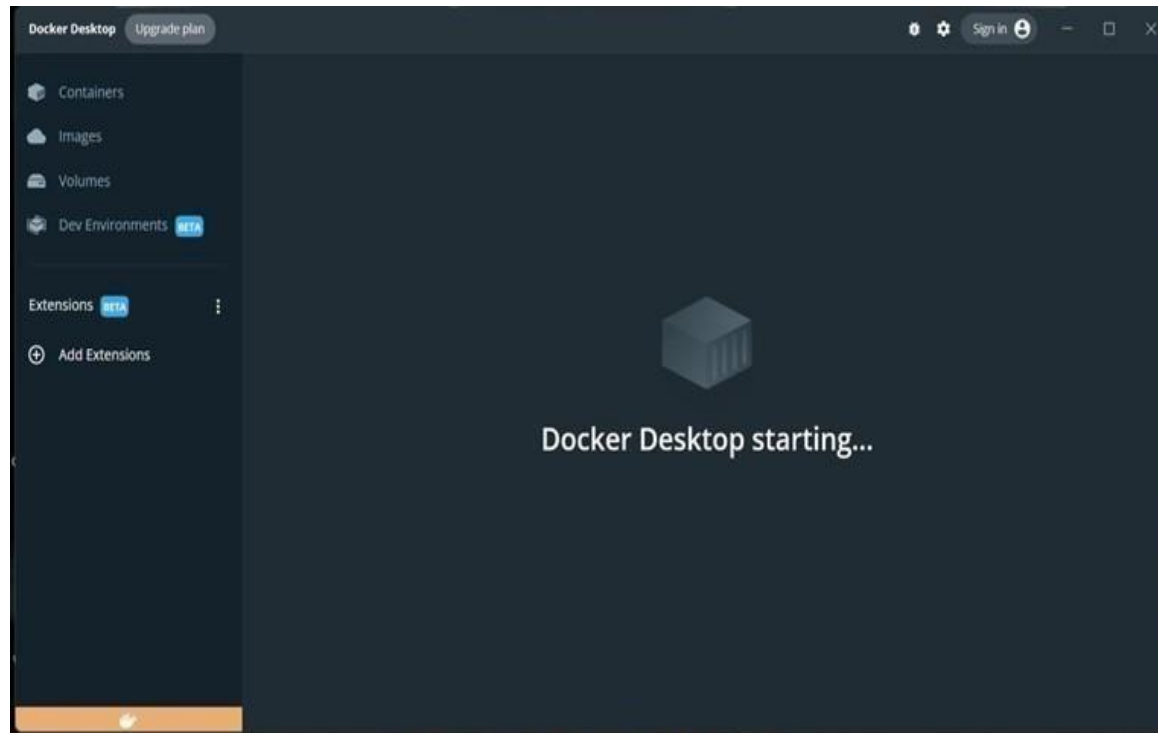 Docker Desktop Upgrade plan Sign in
Containers
Images
Volumes
Dev Environments BETA
Extensions BETA
Add Extensions
Docker Desktop starting...